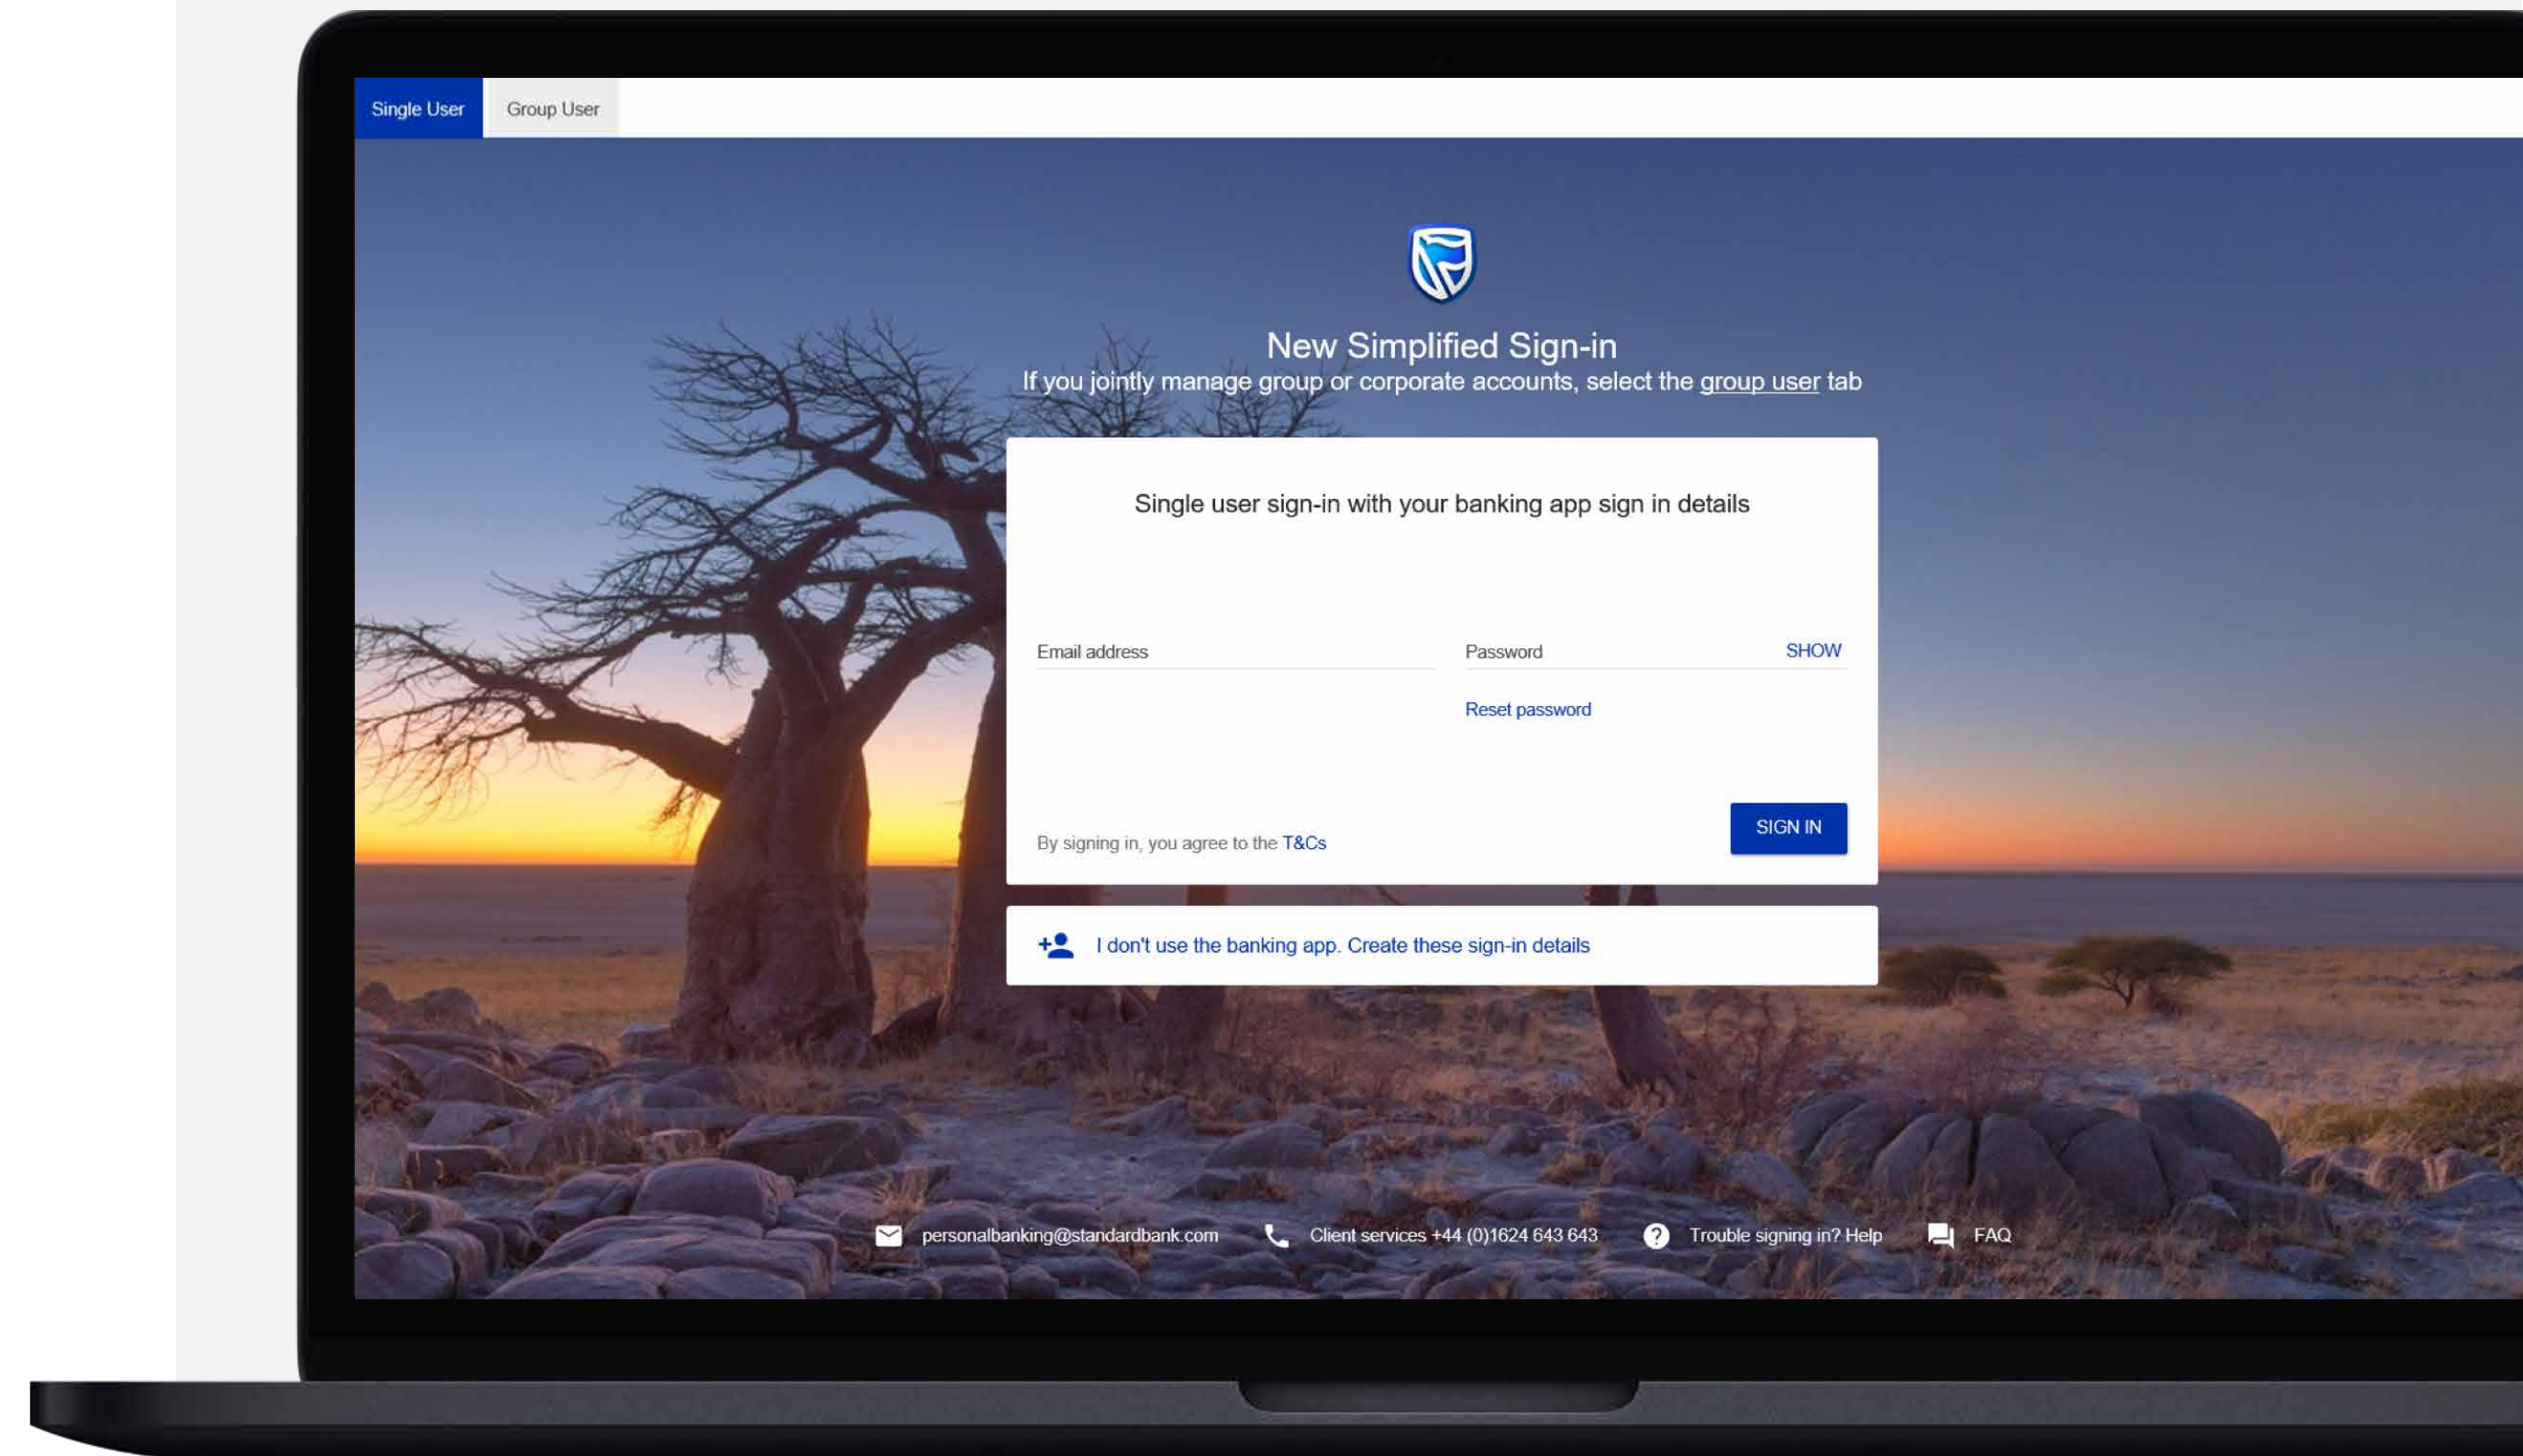 Single User
Group User
New Simplified Sign-in
If you jointly manage group or corporate accounts, select the group user tab
Single user sign-in with your banking app sign in details
Email address
Password
SHOW
Reset password
By signing in, you agree to the T&Cs
SIGN IN
I don't use the banking app. Create these sign-in details
personalbanking@standardbank.com
Client services +44 (0)1624 643 643
Trouble signing in? Help
FAQ